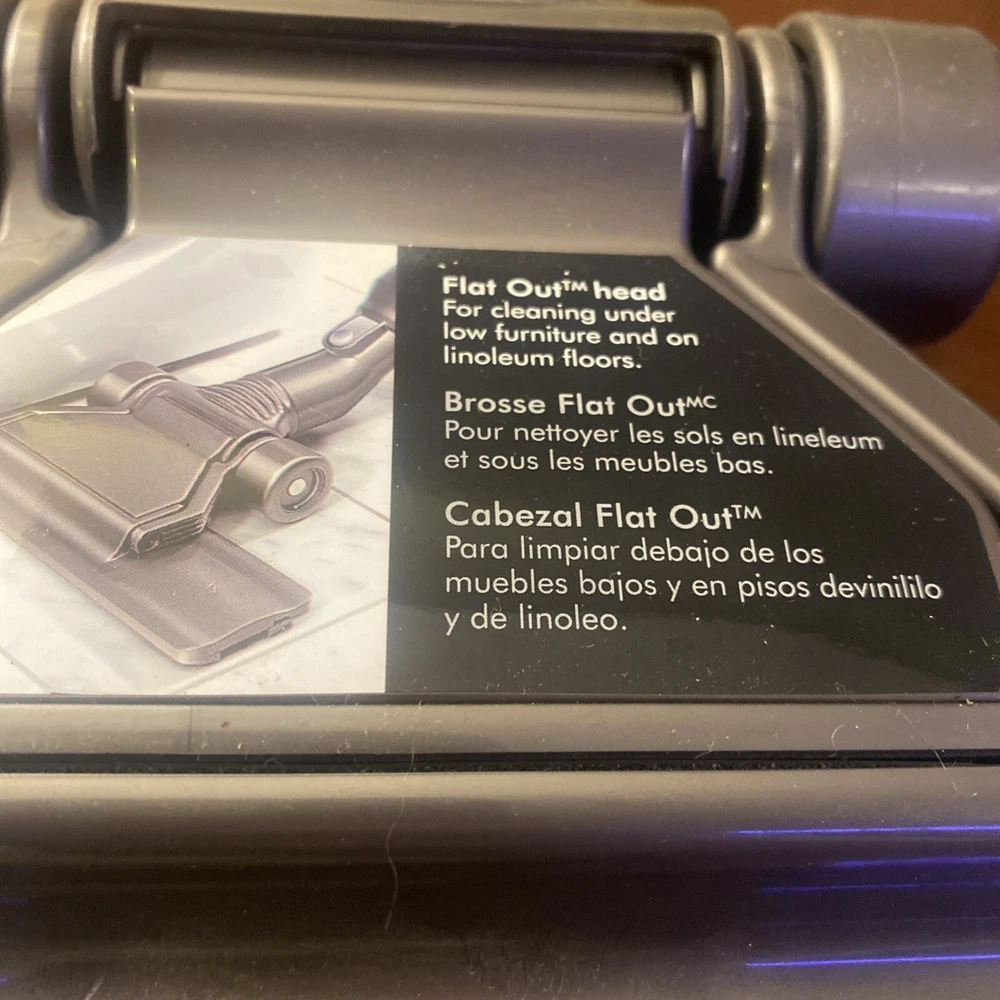 Flat Out™ head
For cleaning under
low furniture and on
linoleum floors.
Brosse Flat Outᴹᶜ
Pour nettoyer les sols en lineleum
et sous les meubles bas.
Cabezal Flat Out™
Para limpiar debajo de los
muebles bajos y en pisos devinililo
y de linoleo.